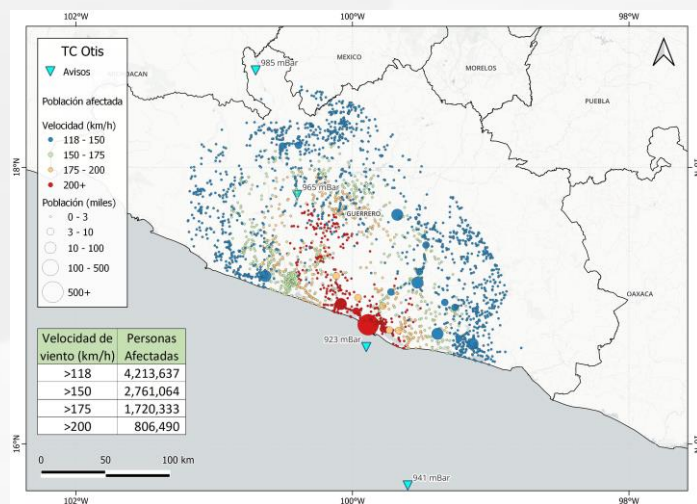 102°W
100°W
98°W
TC Otis
Avisos
Población afectada
Velocidad (km/h)
118 - 150
150 - 175
175 - 200
200+
Población (miles)
0 - 3
3 - 10
10 - 100
100 - 500
500+
985 mBar
MEXICO
MORELOS
PUEBLA
18°N
965 mBar
GUERRERO
OAXACA
923 mBar
Velocidad de viento (km/h) Personas Afectadas
>118 4,213,637
>150 2,761,064
>175 1,720,333
>200 806,490
16°N
941 mBar
0 50 100 km
102°W
100°W
98°W